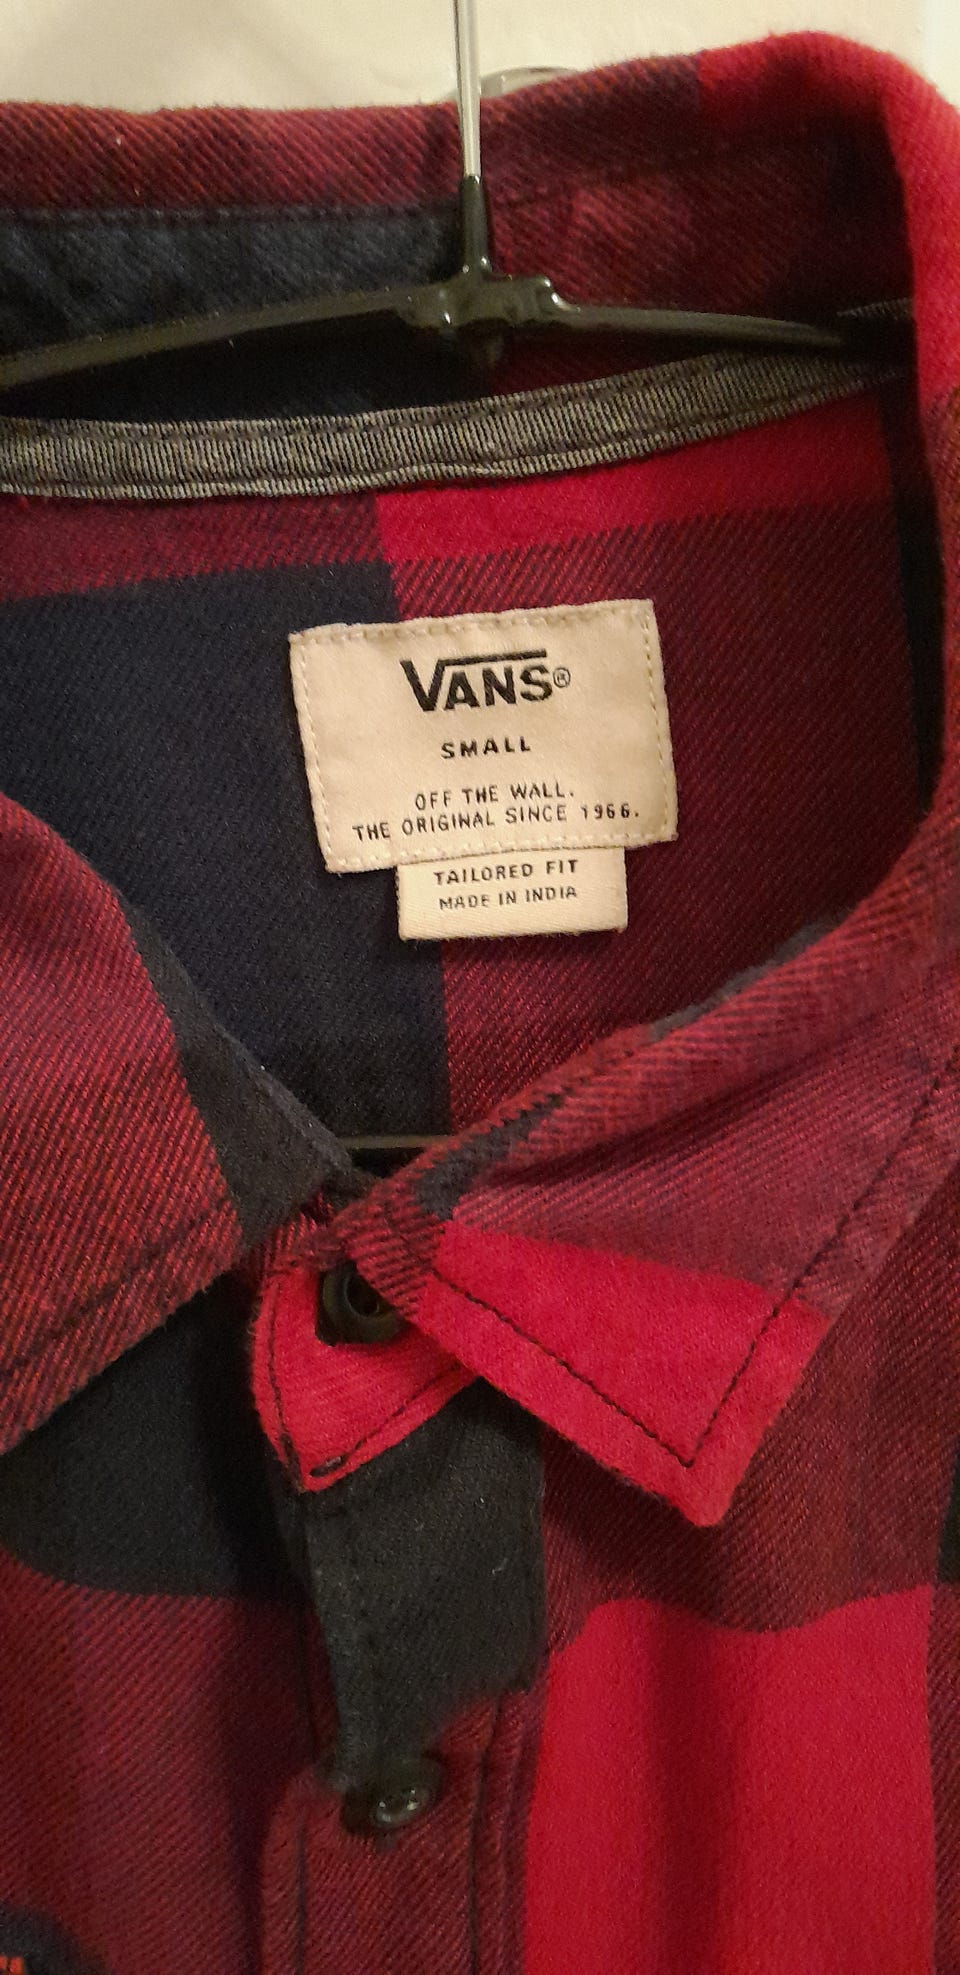 VANS®
SMALL
OFF THE WALL.
THE ORIGINAL SINCE 1966.
TAILORED FIT
MADE IN INDIA